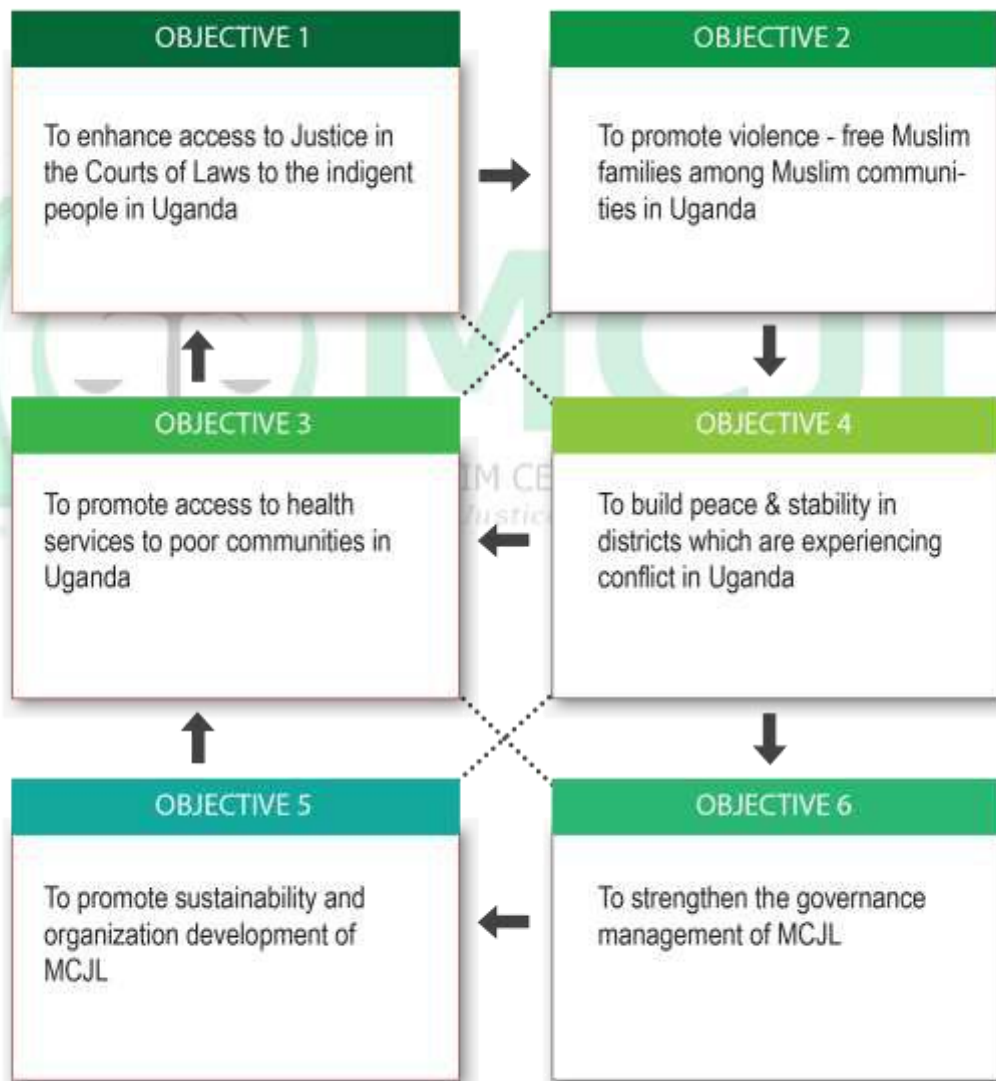 OBJECTIVE 1
To enhance access to Justice in
the Courts of Laws to the indigent
people in Uganda
OBJECTIVE 2
To promote violence - free Muslim
families among Muslim communi-
ties in Uganda
MCJL
OBJECTIVE 3
To promote access to health
services to poor communities in
Uganda
IM CE
Justice
OBJECTIVE 4
To build peace & stability in
districts which are experiencing
conflict in Uganda
OBJECTIVE 5
To promote sustainability and
organization development of
MCJL
OBJECTIVE 6
To strengthen the governance
management of MCJL